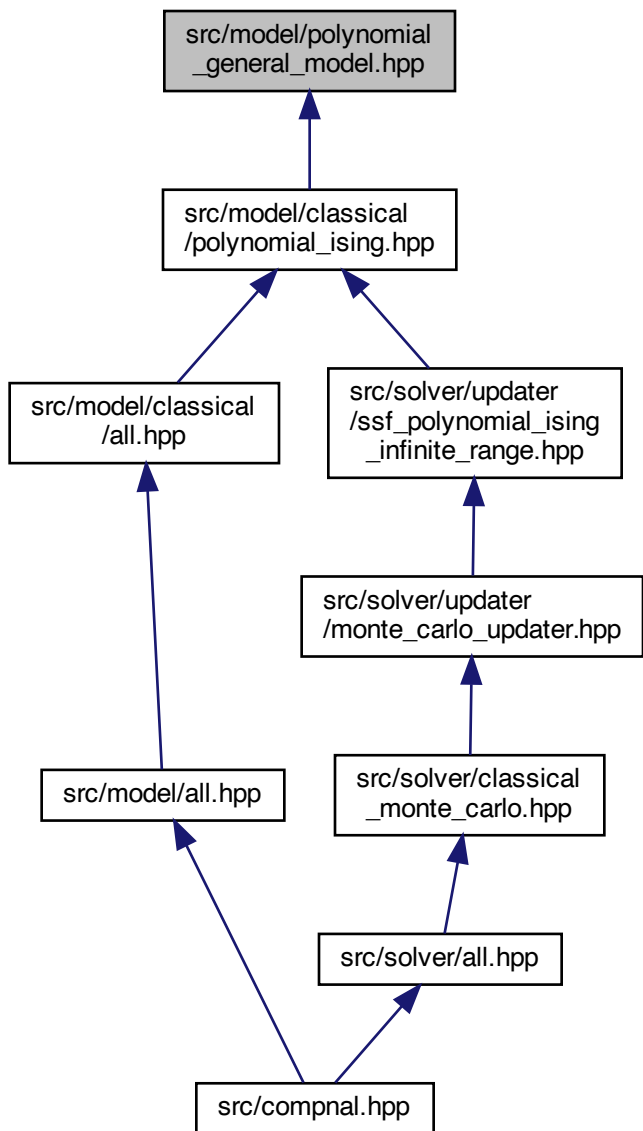 src/model/polynomial
_general_model.hpp
src/model/classical
/polynomial_ising.hpp
src/model/classical
/all.hpp
src/solver/updater
/ssf_polynomial_ising
_infinite_range.hpp
src/solver/updater
/monte_carlo_updater.hpp
src/model/all.hpp
src/solver/classical
_monte_carlo.hpp
src/solver/all.hpp
src/compnal.hpp